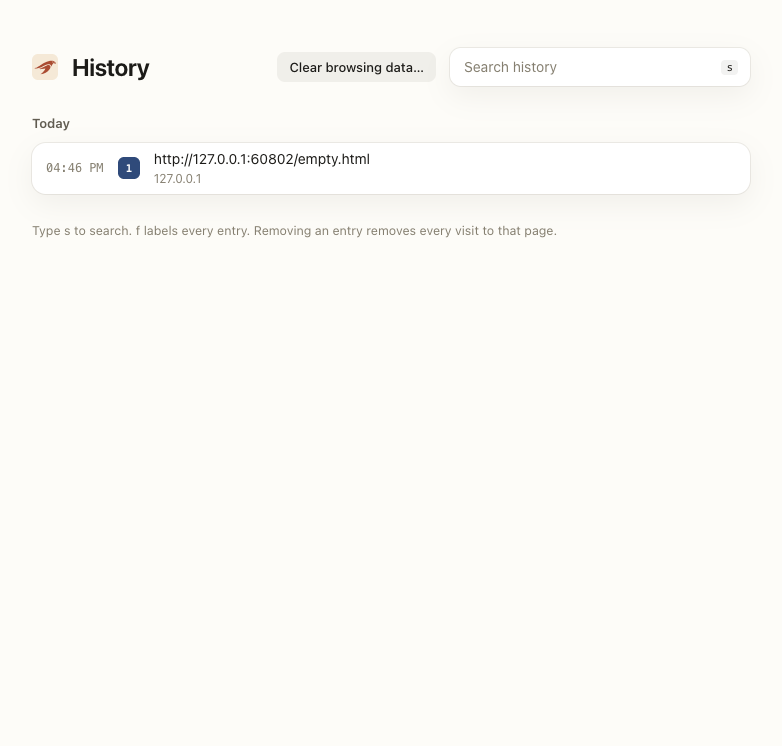 History
Clear browsing data...
Search history
s
Today
04:46 PM
1
http://127.0.0.1:60802/empty.html
127.0.0.1
Type s to search. f labels every entry. Removing an entry removes every visit to that page.